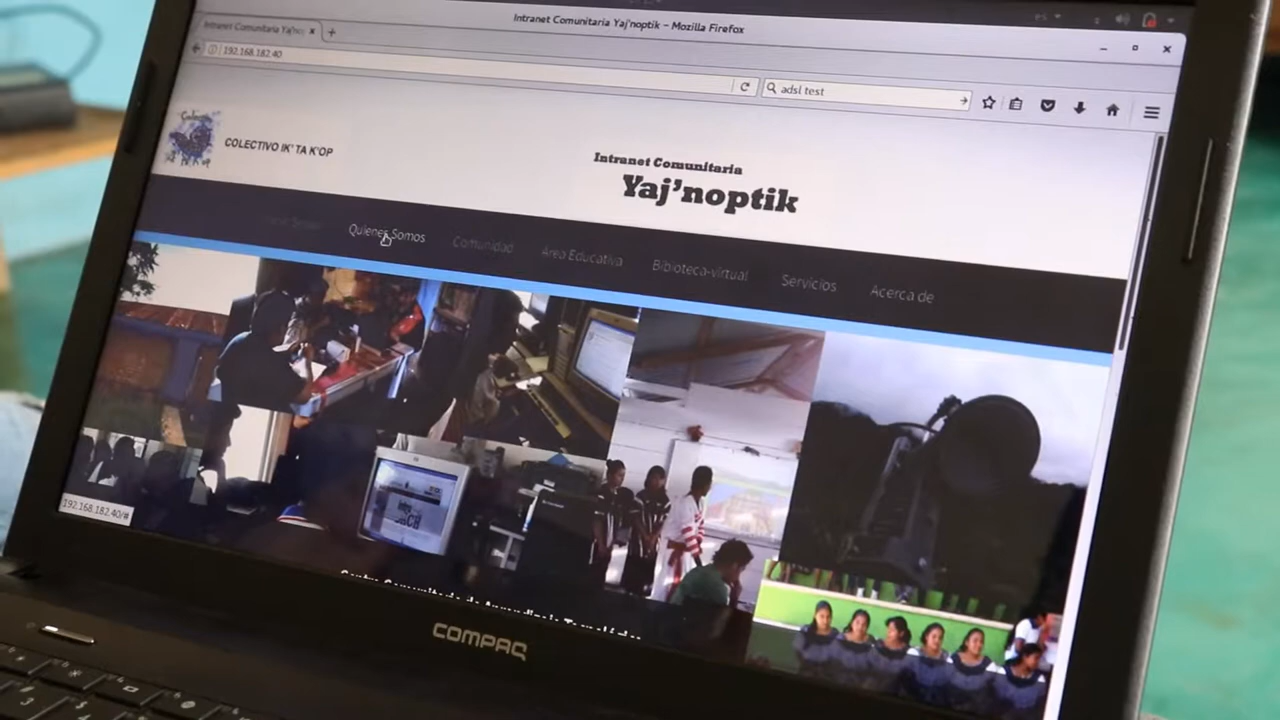 Intranet Comunitaria Yaj'noptik – Mozilla Firefox
Intranet Comunitaria Yaj'no
192.168.182.40
adsl test
COLECTIVO IK' TA K'OP
Intranet Comunitaria
Yaj'noptik
Quienes Somos
Comunidad
Area Educativa
Biblioteca-virtual
Servicios
Acerca de
192.168.182.40/#
COMPAQ